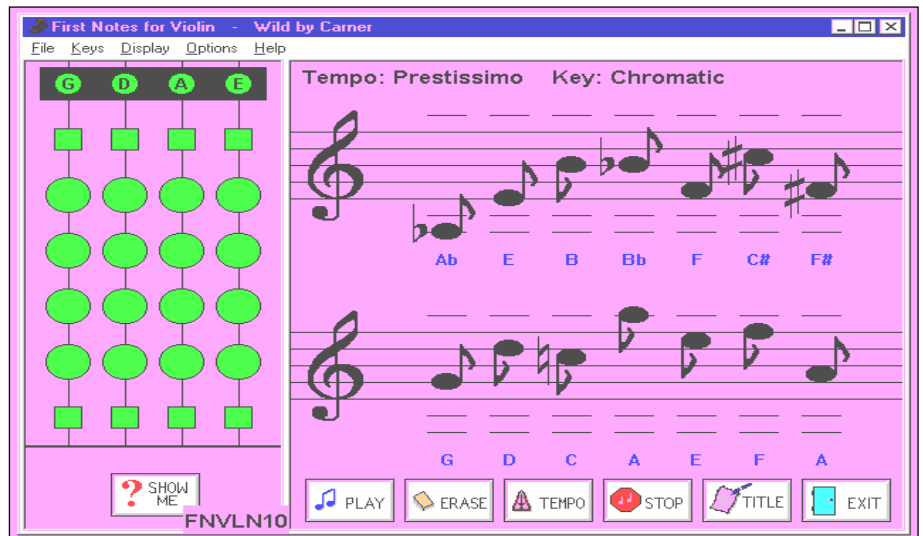 First Notes for Violin - Wild by Carner
File Keys Display Options Help
G D A E
Tempo: Prestissimo Key: Chromatic
Ab E B Bb F C# F#
G D C A E F A
SHOW
ME
FNVLN10
PLAY ERASE TEMPO STOP TITLE EXIT